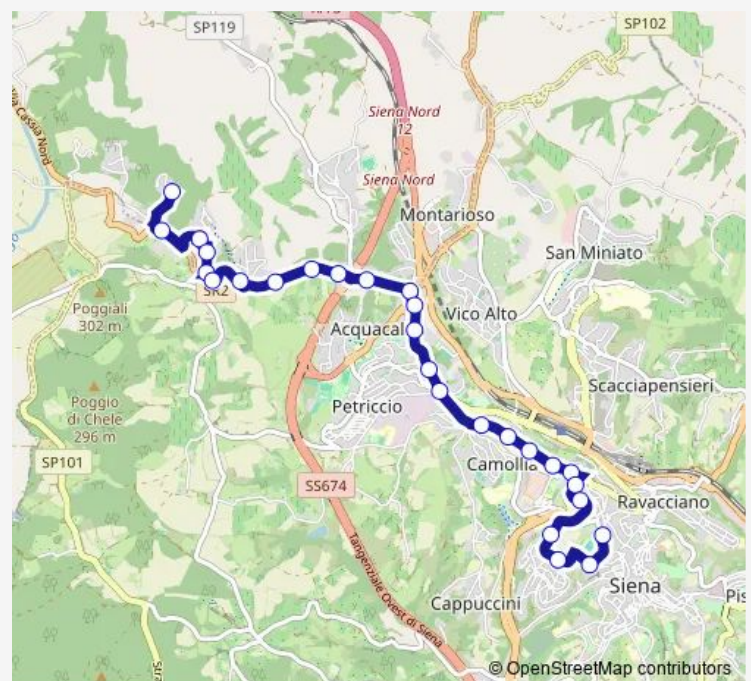 SP119
SP102
Siena Nord
12
Siena Nord
Montarioso
San Miniato
Poggiali
302 m
SR2
Vico Alto
Acquacal
Scacciapensieri
Poggio
di Chele
296 m
Petriccio
SP101
Camollia
SS674
Ravacciano
Tangenziale Ovest di Siena
Cappuccini
Siena
Pis
Stra
© OpenStreetMap contributors